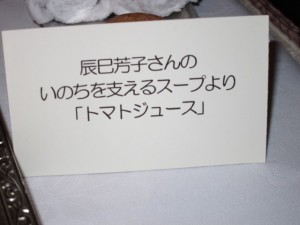 辰巳芳子さんの
いのちを支えるスープより
「トマトジュース」